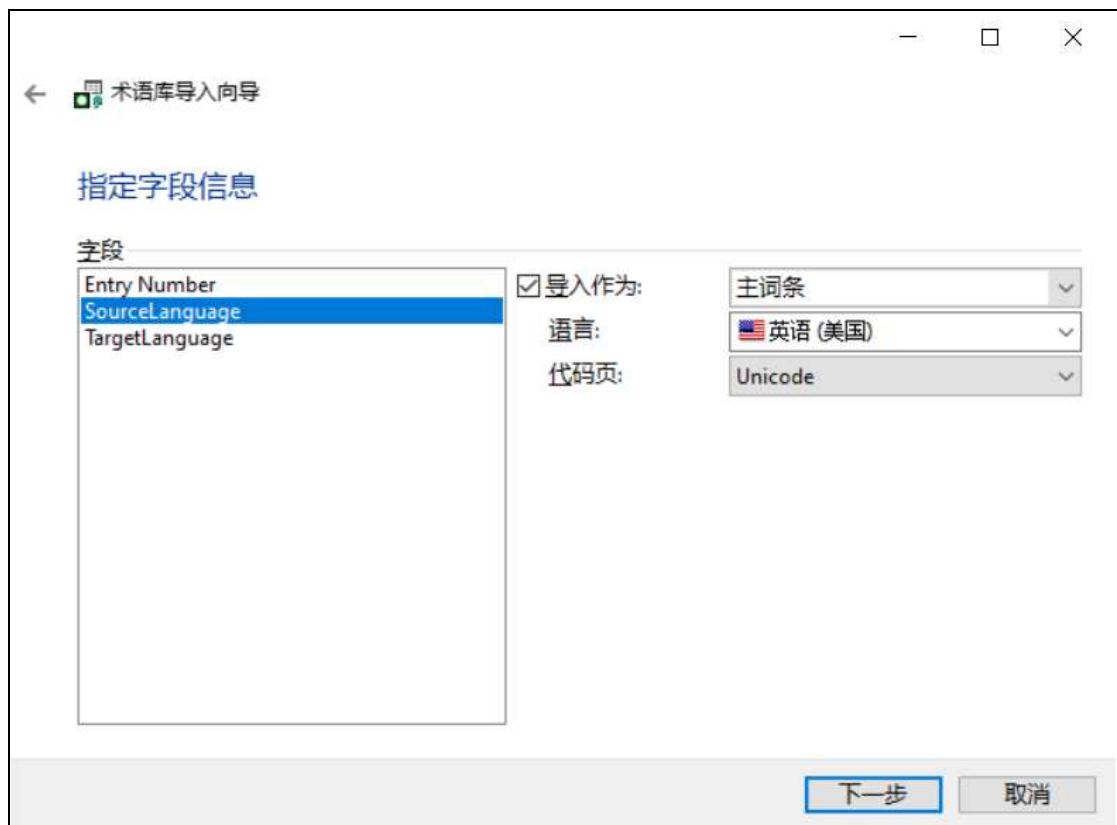 术语库导入向导
指定字段信息
字段
Entry Number
SourceLanguage
TargetLanguage
导入作为: 主词条
语言: 英语 (美国)
代码页: Unicode
下一步 取消